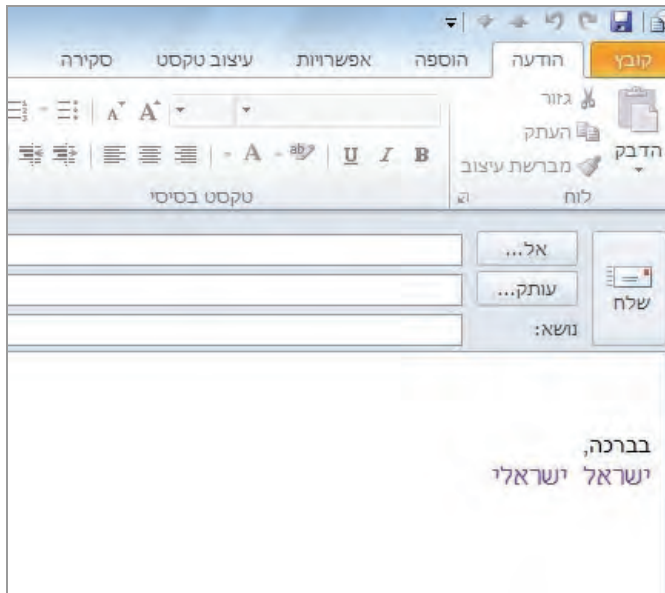 קובץ הודעה הוספה אפשרויות עיצוב טקסט סקירה
הדבק
גזור
העתק
מברשת עיצוב
לוח
A A
B I U ab A
טקסט בסיסי
שלח
אל...
עותק...
נושא:
בברכה,
ישראל ישראלי